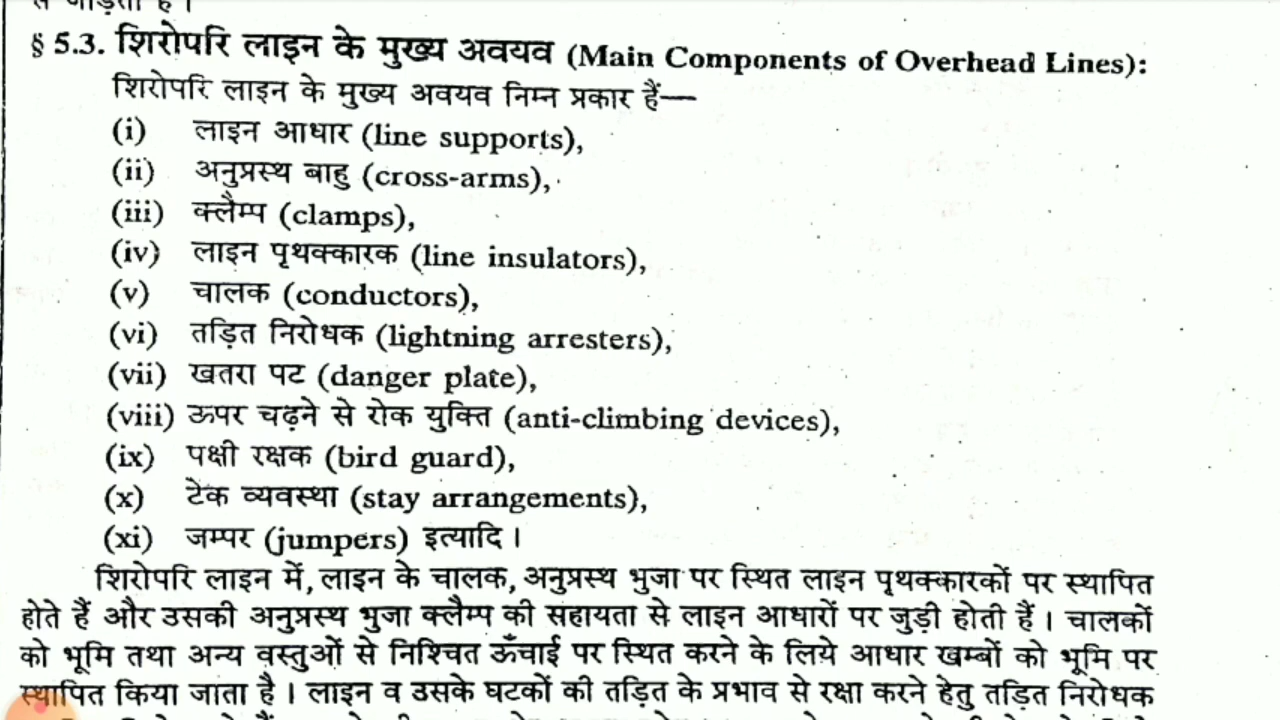 § 5.3. शिरोपरि लाइन के मुख्य अवयव (Main Components of Overhead Lines):
शिरोपरि लाइन के मुख्य अवयव निम्न प्रकार हैं—
(i) लाइन आधार (line supports),
(ii) अनुप्रस्थ बाहु (cross-arms),
(iii) क्लैम्प (clamps),
(iv) लाइन पृथक्कारक (line insulators),
(v) चालक (conductors),
(vi) तड़ित निरोधक (lightning arresters),
(vii) खतरा पट (danger plate),
(viii) ऊपर चढ़ने से रोक युक्ति (anti-climbing devices),
(ix) पक्षी रक्षक (bird guard),
(x) टेक व्यवस्था (stay arrangements),
(xi) जम्पर (jumpers) इत्यादि ।
शिरोपरि लाइन में, लाइन के चालक, अनुप्रस्थ भुजा पर स्थित लाइन पृथक्कारकों पर स्थापित
होते हैं और उसकी अनुप्रस्थ भुजा क्लैम्प की सहायता से लाइन आधारों पर जुड़ी होती हैं । चालकों
को भूमि तथा अन्य वस्तुओं से निश्चित ऊँचाई पर स्थित करने के लिये आधार खम्बों को भूमि पर
स्थापित किया जाता है । लाइन व उसके घटकों की तड़ित के प्रभाव से रक्षा करने हेतु तड़ित निरोधक